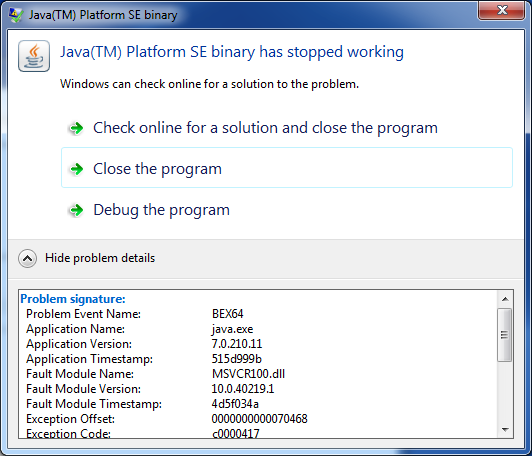 Java(TM) Platform SE binary
Java(TM) Platform SE binary has stopped working
Windows can check online for a solution to the problem.
Check online for a solution and close the program
Close the program
Debug the program
Hide problem details
Problem signature:
Problem Event Name: BEX64
Application Name: java.exe
Application Version: 7.0.210.11
Application Timestamp: 515d999b
Fault Module Name: MSVCR100.dll
Fault Module Version: 10.0.40219.1
Fault Module Timestamp: 4d5f034a
Exception Offset: 0000000000070468
Exception Code: c0000417